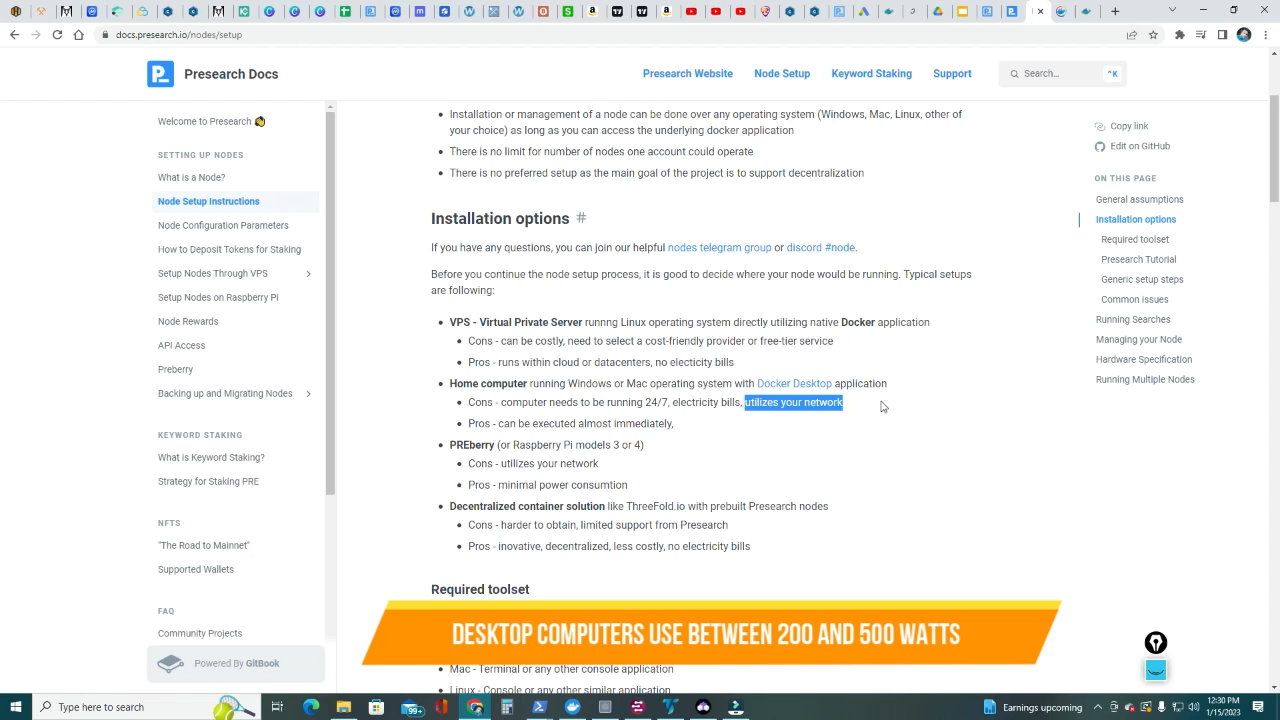 docs.presearch.io/nodes/setup
Presearch Docs
Presearch Website
Node Setup
Keyword Staking
Support
Search...
^K
Welcome to Presearch
SETTING UP NODES
What is a Node?
Node Setup Instructions
Node Configuration Parameters
How to Deposit Tokens for Staking
Setup Nodes Through VPS
Setup Nodes on Raspberry Pi
Node Rewards
API Access
Preberry
Backing up and Migrating Nodes
KEYWORD STAKING
What is Keyword Staking?
Strategy for Staking PRE
NFTS
"The Road to Mainnet"
Supported Wallets
FAQ
Community Projects
Powered By GitBook
Installation or management of a node can be done over any operating system (Windows, Mac, Linux, other of
your choice) as long as you can access the underlying docker application
There is no limit for number of nodes one account could operate
There is no preferred setup as the main goal of the project is to support decentralization
Installation options #
If you have any questions, you can join our helpful nodes telegram group or discord #node.
Before you continue the node setup process, it is good to decide where your node would be running. Typical setups
are following:
VPS - Virtual Private Server runnng Linux operating system directly utilizing native Docker application
Cons - can be costly, need to select a cost-friendly provider or free-tier service
Pros - runs within cloud or datacenters, no electicity bills
Home computer running Windows or Mac operating system with Docker Desktop application
Cons - computer needs to be running 24/7, electricity bills, utilizes your network
Pros - can be executed almost immediately,
PREberry (or Raspberry Pi models 3 or 4)
Cons - utilizes your network
Pros - minimal power consumtion
Decentralized container solution like ThreeFold.io with prebuilt Presearch nodes
Cons - harder to obtain, limited support from Presearch
Pros - inovative, decentralized, less costly, no electricity bills
Required toolset
DESKTOP COMPUTERS USE BETWEEN 200 AND 500 WATTS
Mac - Terminal or any other console application
Linux - Console or any other similar application
Copy link
Edit on GitHub
ON THIS PAGE
General assumptions
Installation options
Required toolset
Presearch Tutorial
Generic setup steps
Common issues
Running Searches
Managing your Node
Hardware Specification
Running Multiple Nodes
Type here to search
99+
Earnings upcoming
12:30 PM
1/15/2023